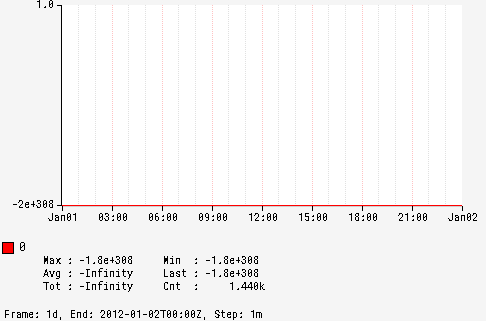 1.0
-2e+308
Jan01 03:00 06:00 09:00 12:00 15:00 18:00 21:00 Jan02
0
Max : -1.8e+308 Min : -1.8e+308
Avg : -Infinity Last : -1.8e+308
Tot : -Infinity Cnt : 1.440k
Frame: 1d, End: 2012-01-02T00:00Z, Step: 1m